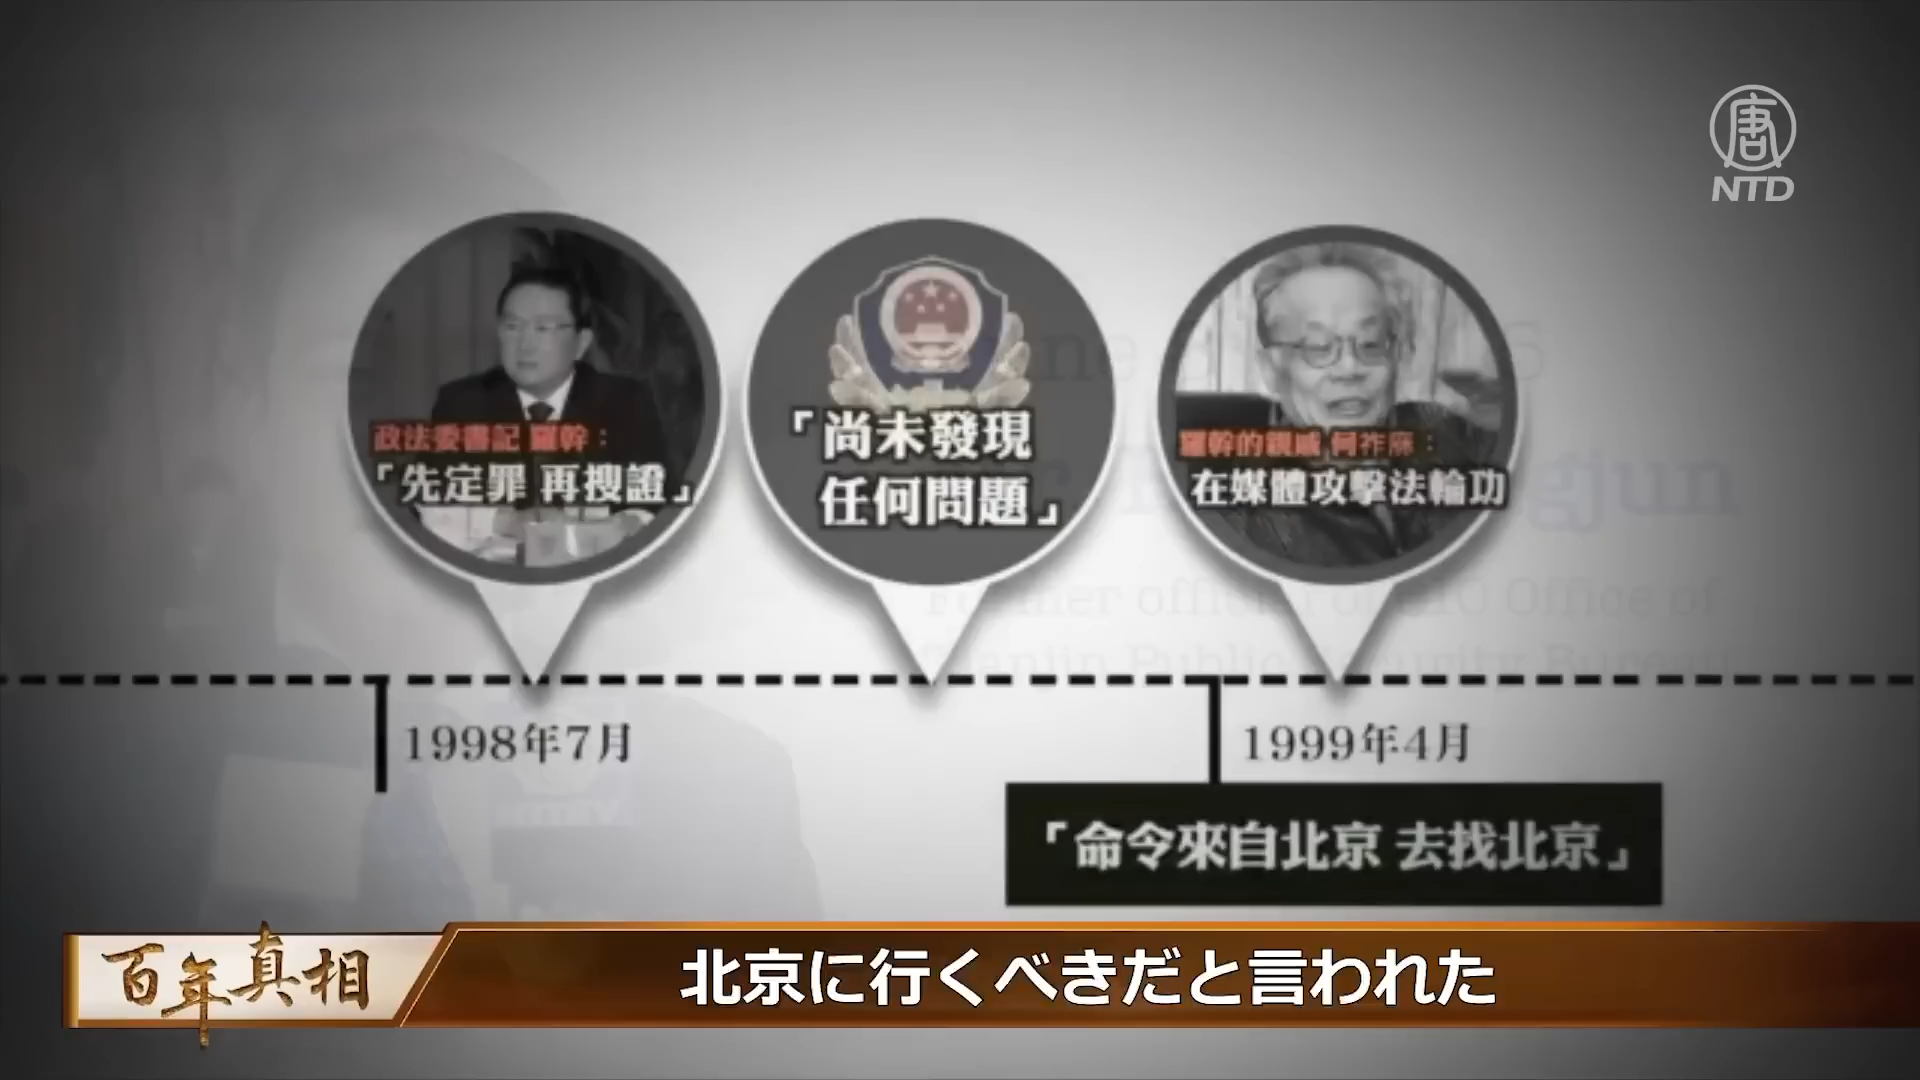 唐
NTD
政法委書記 羅幹：
「先定罪 再搜證」
「尚未發現
任何問題」
羅幹的親戚 何祚庥：
在媒體攻擊法輪功
1998年7月
1999年4月
「命令來自北京 去找北京」
百年真相
北京に行くべきだと言われた